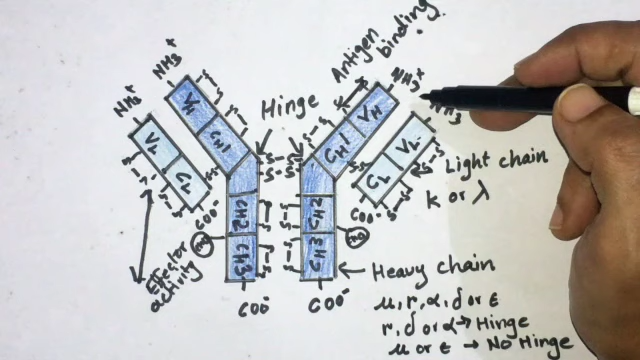 NH3+
NH3+
VH
CH1
VL
CL
Hinge
Antigen
binding.
NH3+
NH3
VH
CH1
VL
CL
S-S
S-S
Light chain
K or λ
COO-
COO-
CH2
CH3
CH2
CH3
Effector
activity
Heavy chain
COO-
COO-
μ, r, α, δ or ε
r, δ or α → Hinge
μ or ε → No Hinge